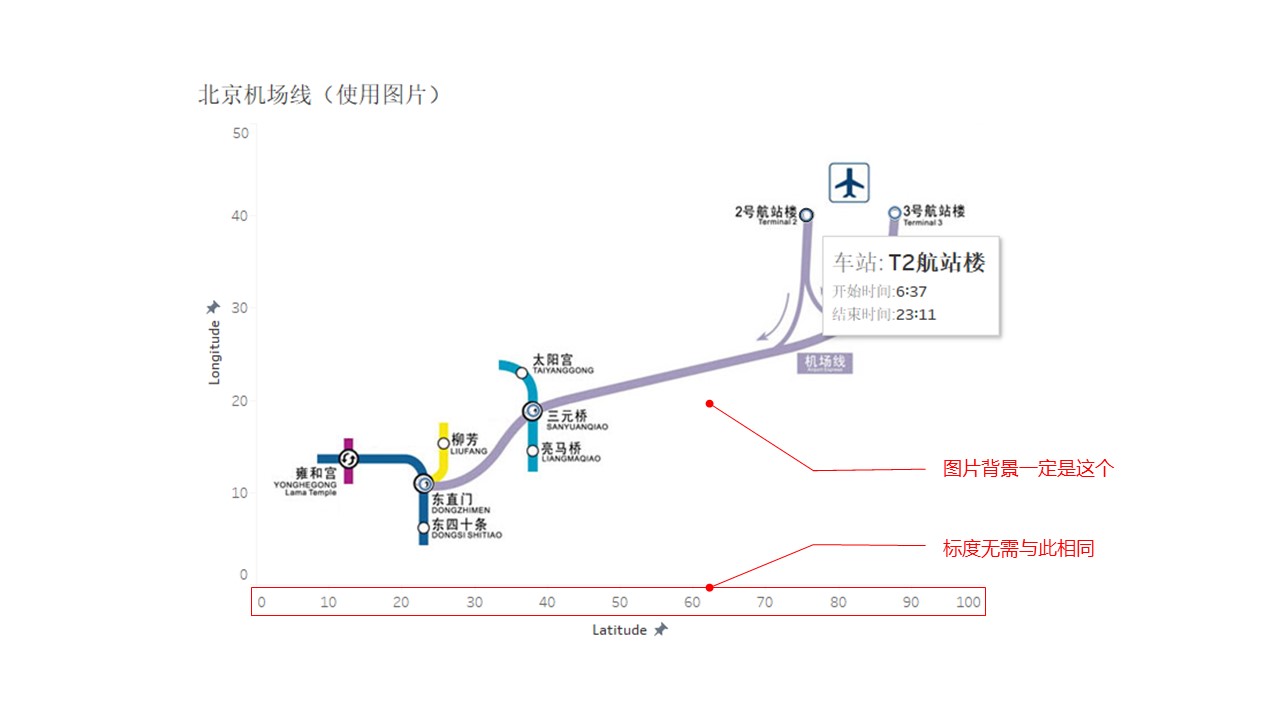 北京机场线（使用图片）
50
40
30
20
10
0
Longitude
2号航站楼
Terminal 2
3号航站楼
Terminal 3
车站: T2航站楼
开始时间:6:37
结束时间:23:11
机场线
Airport Express
太阳宫
TAIYANGGONG
三元桥
SANYUANQIAO
亮马桥
LIANGMAQIAO
柳芳
LIUFANG
雍和宫
YONGHEGONG
Lama Temple
东直门
DONGZHIMEN
东四十条
DONGSI SHITIAO
图片背景一定是这个
标度无需与此相同
0 10 20 30 40 50 60 70 80 90 100
Latitude